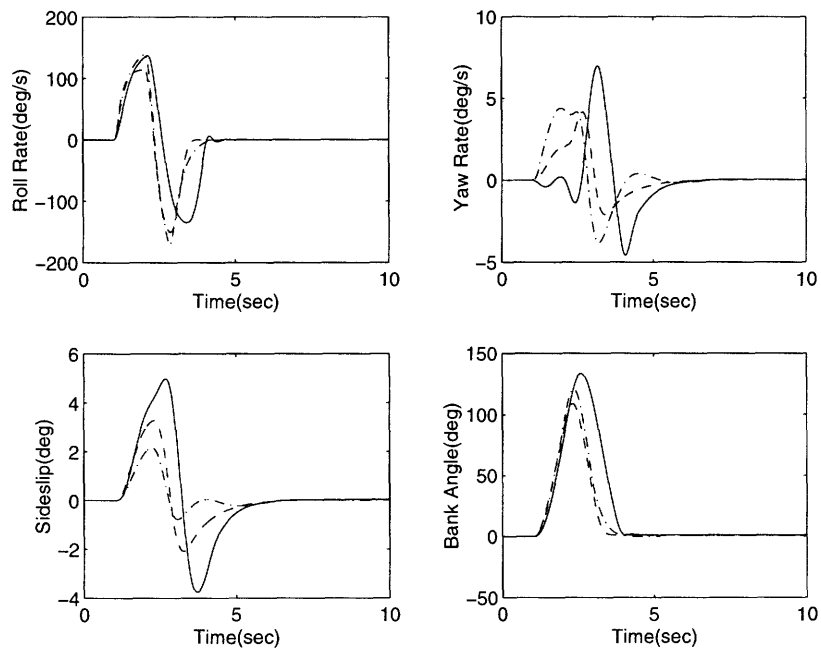 200
100
0
−100
−200
Roll Rate(deg/s)
0 5 10
Time(sec)
10
5
0
−5
Yaw Rate(deg/s)
0 5 10
Time(sec)
6
4
2
0
−2
−4
Sideslip(deg)
0 5 10
Time(sec)
150
100
50
0
−50
Bank Angle(deg)
0 5 10
Time(sec)